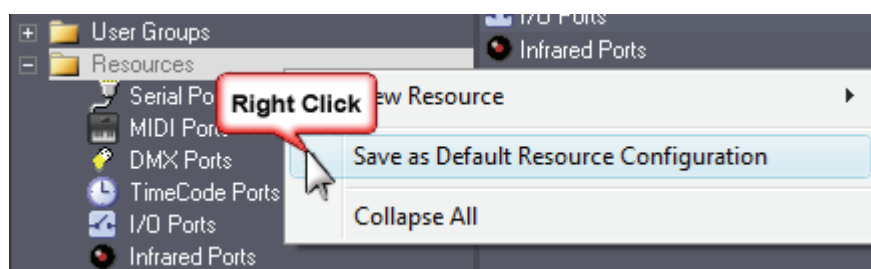 User Groups
Resources
Serial Po
MIDI Ports
DMX Ports
TimeCode Ports
I/O Ports
Infrared Ports
I/O Ports
Infrared Ports
Right Click
ew Resource
Save as Default Resource Configuration
Collapse All